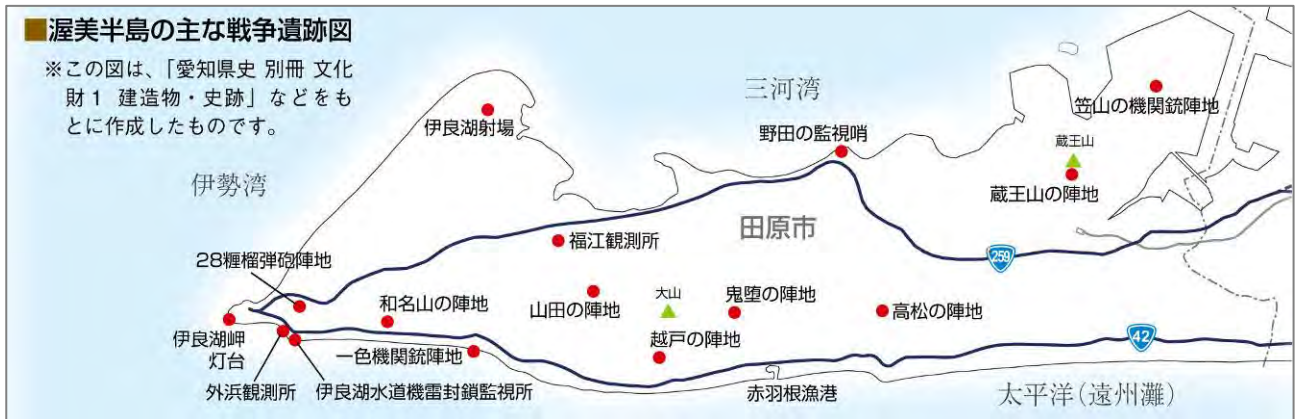 ■渥美半島の主な戦争遺跡図
※この図は、「愛知県史 別冊 文化
財1 建造物・史跡」などをも
とに作成したものです。
三河湾
笠山の機関銃陣地
伊良湖射場
野田の監視哨
蔵王山
伊勢湾
蔵王山の陣地
田原市
福江観測所
259
28糎榴弾砲陣地
和名山の陣地
山田の陣地
大山
鬼堕の陣地
高松の陣地
伊良湖岬
灯台
一色機関銃陣地
越戸の陣地
42
外浜観測所
伊良湖水道機雷封鎖監視所
赤羽根漁港
太平洋(遠州灘)